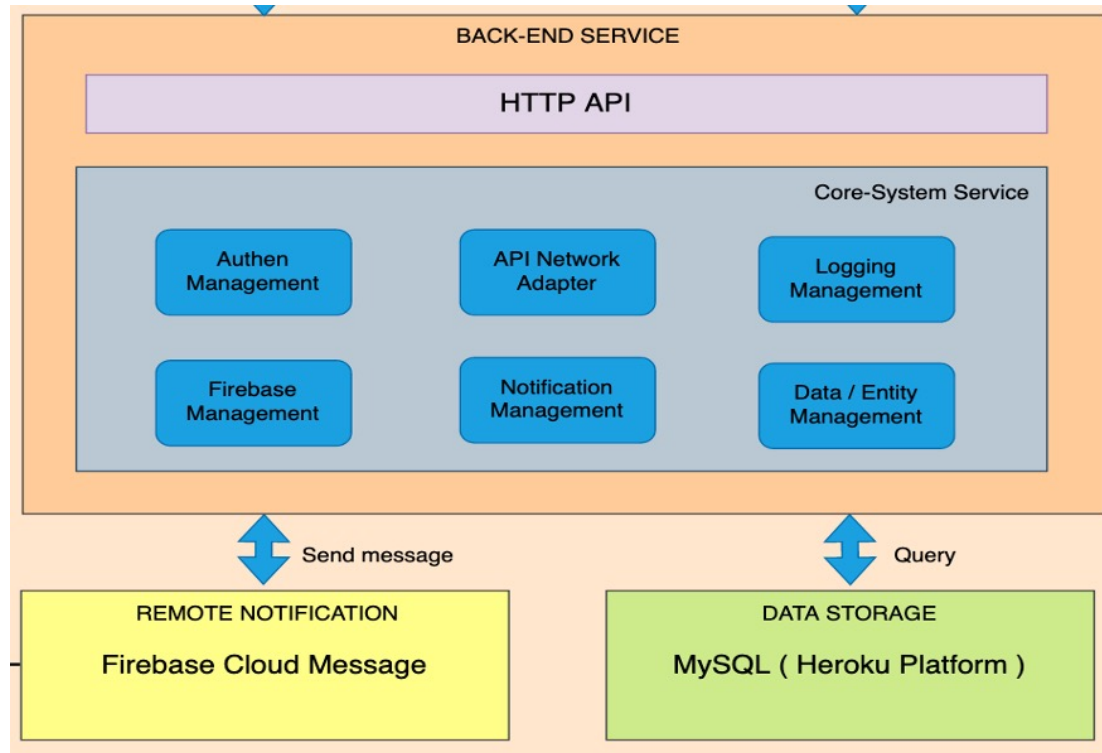 BACK-END SERVICE
HTTP API
Core-System Service
Authen
Management
API Network
Adapter
Logging
Management
Firebase
Management
Notification
Management
Data / Entity
Management
Send message
Query
REMOTE NOTIFICATION
Firebase Cloud Message
DATA STORAGE
MySQL ( Heroku Platform )